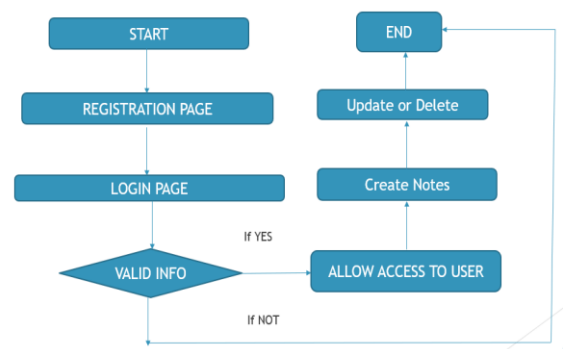 START
REGISTRATION PAGE
LOGIN PAGE
VALID INFO
If YES
If NOT
ALLOW ACCESS TO USER
Create Notes
Update or Delete
END